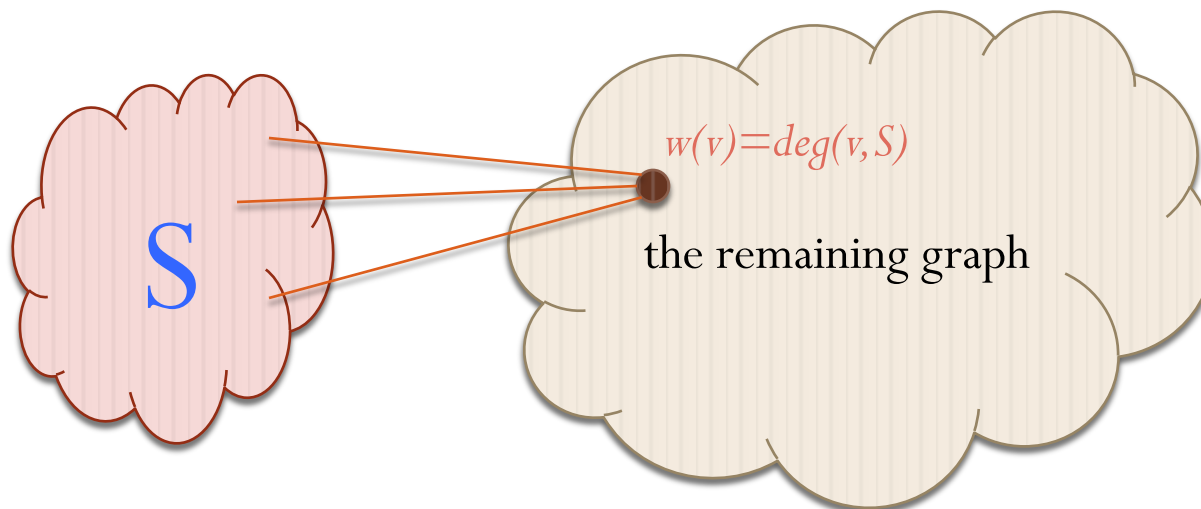 w(v)=deg(v,S)
S
the remaining graph